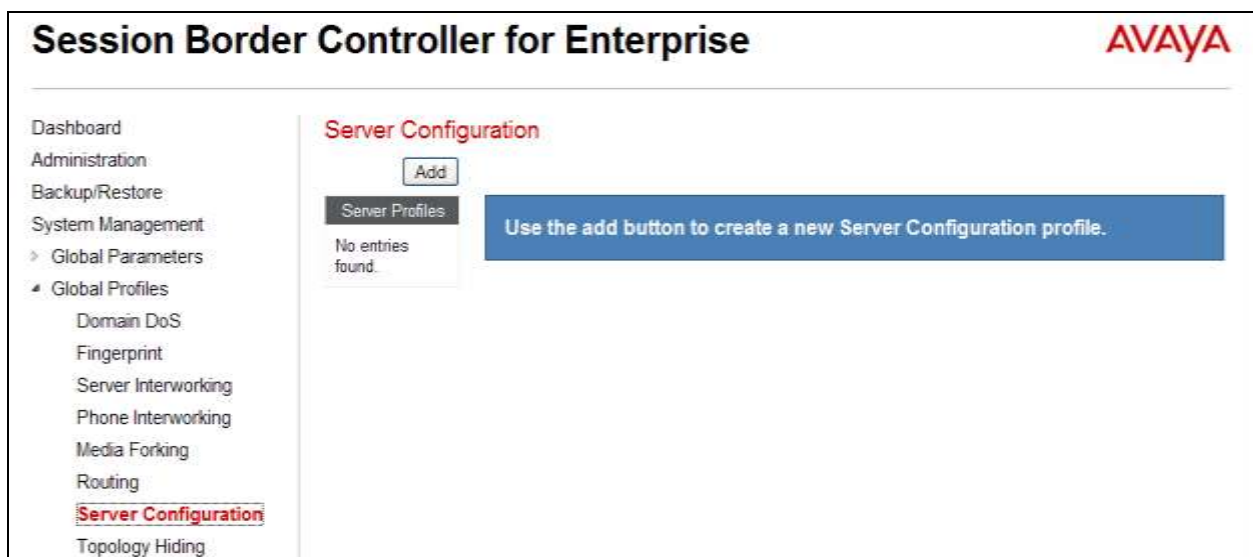 Session Border Controller for Enterprise
AVAYA
Dashboard
Administration
Backup/Restore
System Management
Global Parameters
Global Profiles
Domain DoS
Fingerprint
Server Interworking
Phone Interworking
Media Forking
Routing
Server Configuration
Topology Hiding
Server Configuration
Add
Server Profiles
No entries
found.
Use the add button to create a new Server Configuration profile.